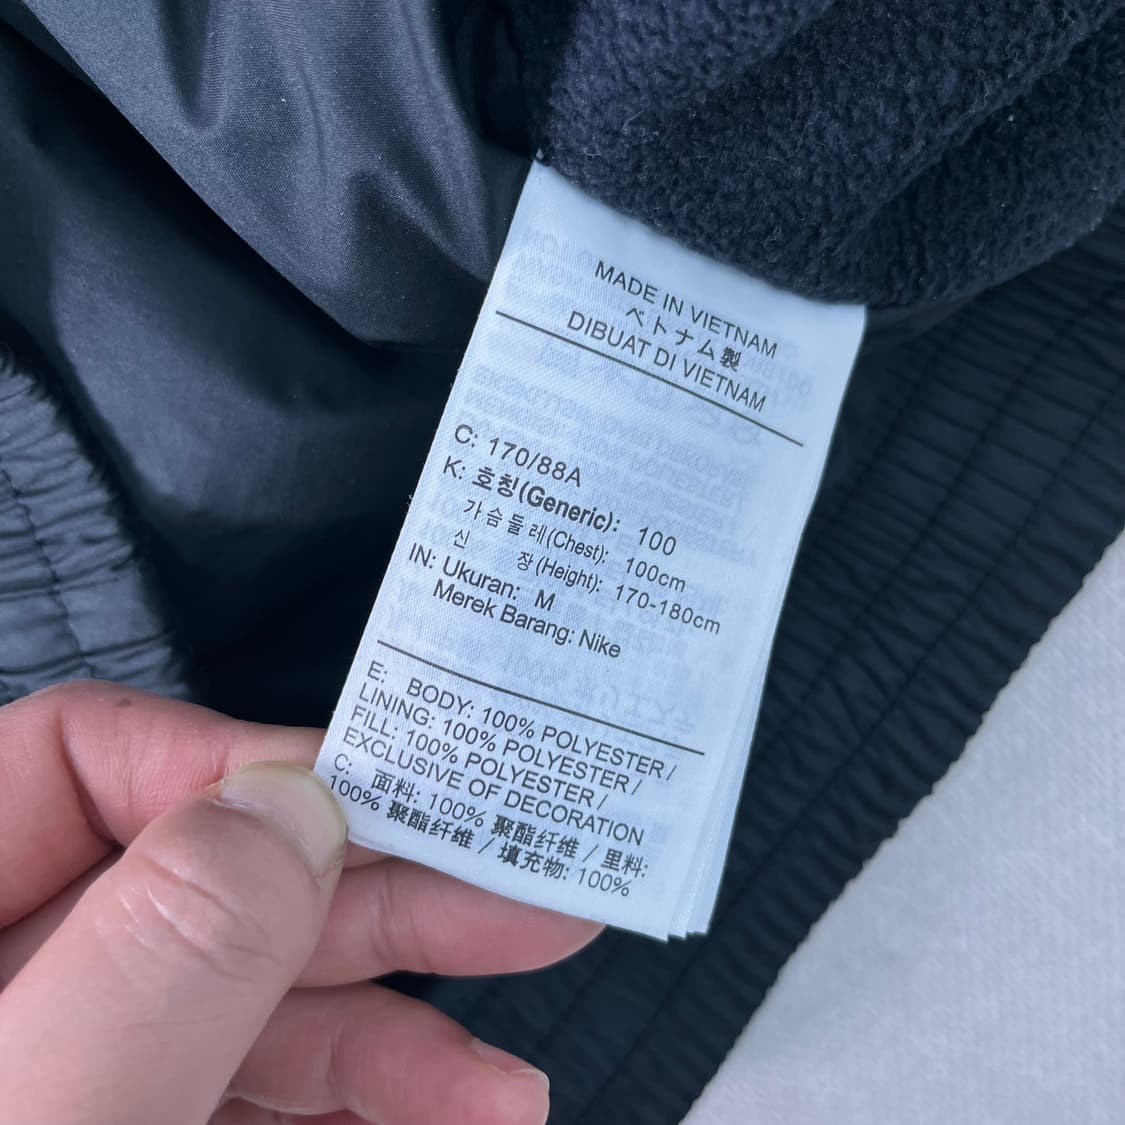 MADE IN VIETNAM
ベトナム製
DIBUAT DI VIETNAM
C: 170/88A
K: 호칭(Generic): 100
가슴둘레(Chest): 100cm
신 장(Height): 170-180cm
IN: Ukuran: M
Merek Barang: Nike
E: BODY: 100% POLYESTER/
LINING: 100% POLYESTER/
FILL: 100% POLYESTER/
EXCLUSIVE OF DECORATION
C: 面料: 100% 聚酯纤维 / 里料:
100% 聚酯纤维 / 填充物: 100%